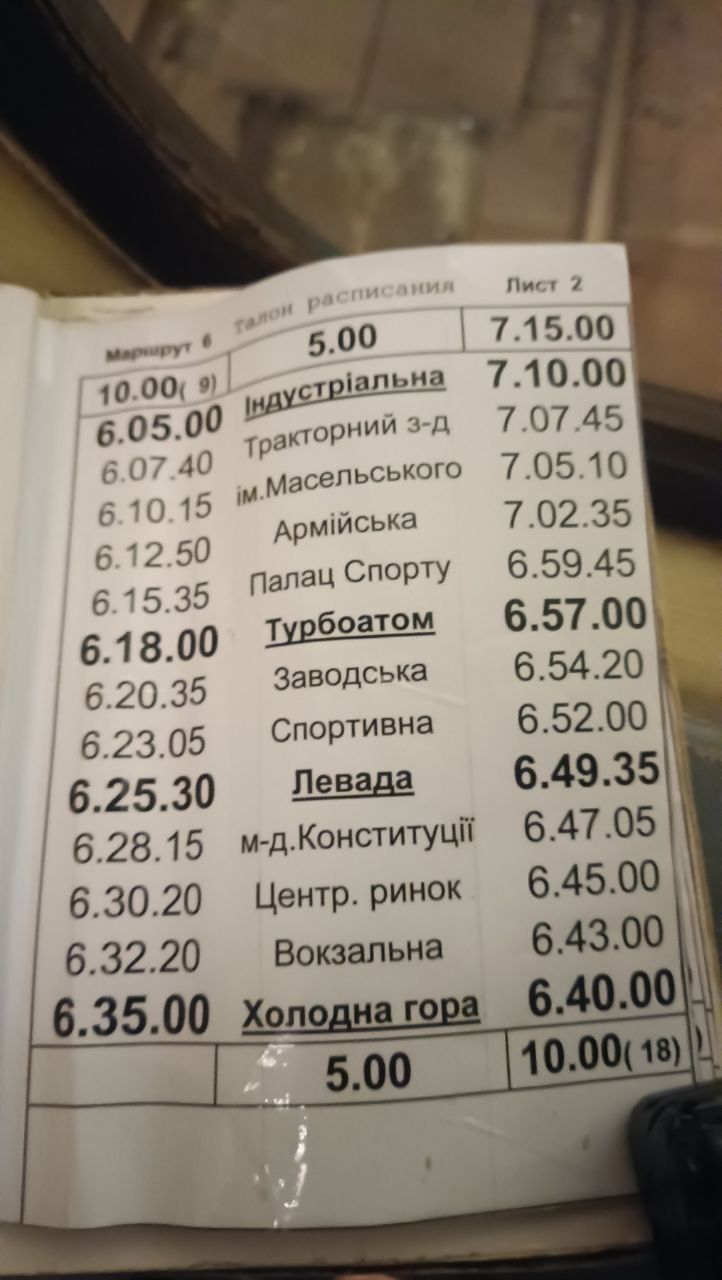 Маршрут 6 талон расписания Лист 2
10.00( 9) 5.00 7.15.00
6.05.00 Індустріальна 7.10.00
6.07.40 Тракторний з-д 7.07.45
6.10.15 ім.Масельського 7.05.10
6.12.50 Армійська 7.02.35
6.15.35 Палац Спорту 6.59.45
6.18.00 Турбоатом 6.57.00
6.20.35 Заводська 6.54.20
6.23.05 Спортивна 6.52.00
6.25.30 Левада 6.49.35
6.28.15 м-д.Конституції 6.47.05
6.30.20 Центр. ринок 6.45.00
6.32.20 Вокзальна 6.43.00
6.35.00 Холодна гора 6.40.00
5.00 10.00( 18)